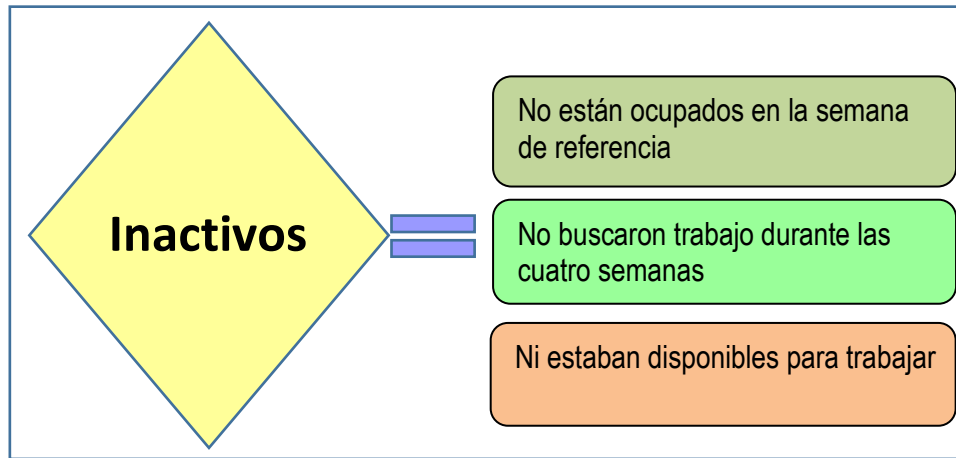 Inactivos
No están ocupados en la semana
de referencia
No buscaron trabajo durante las
cuatro semanas
Ni estaban disponibles para trabajar